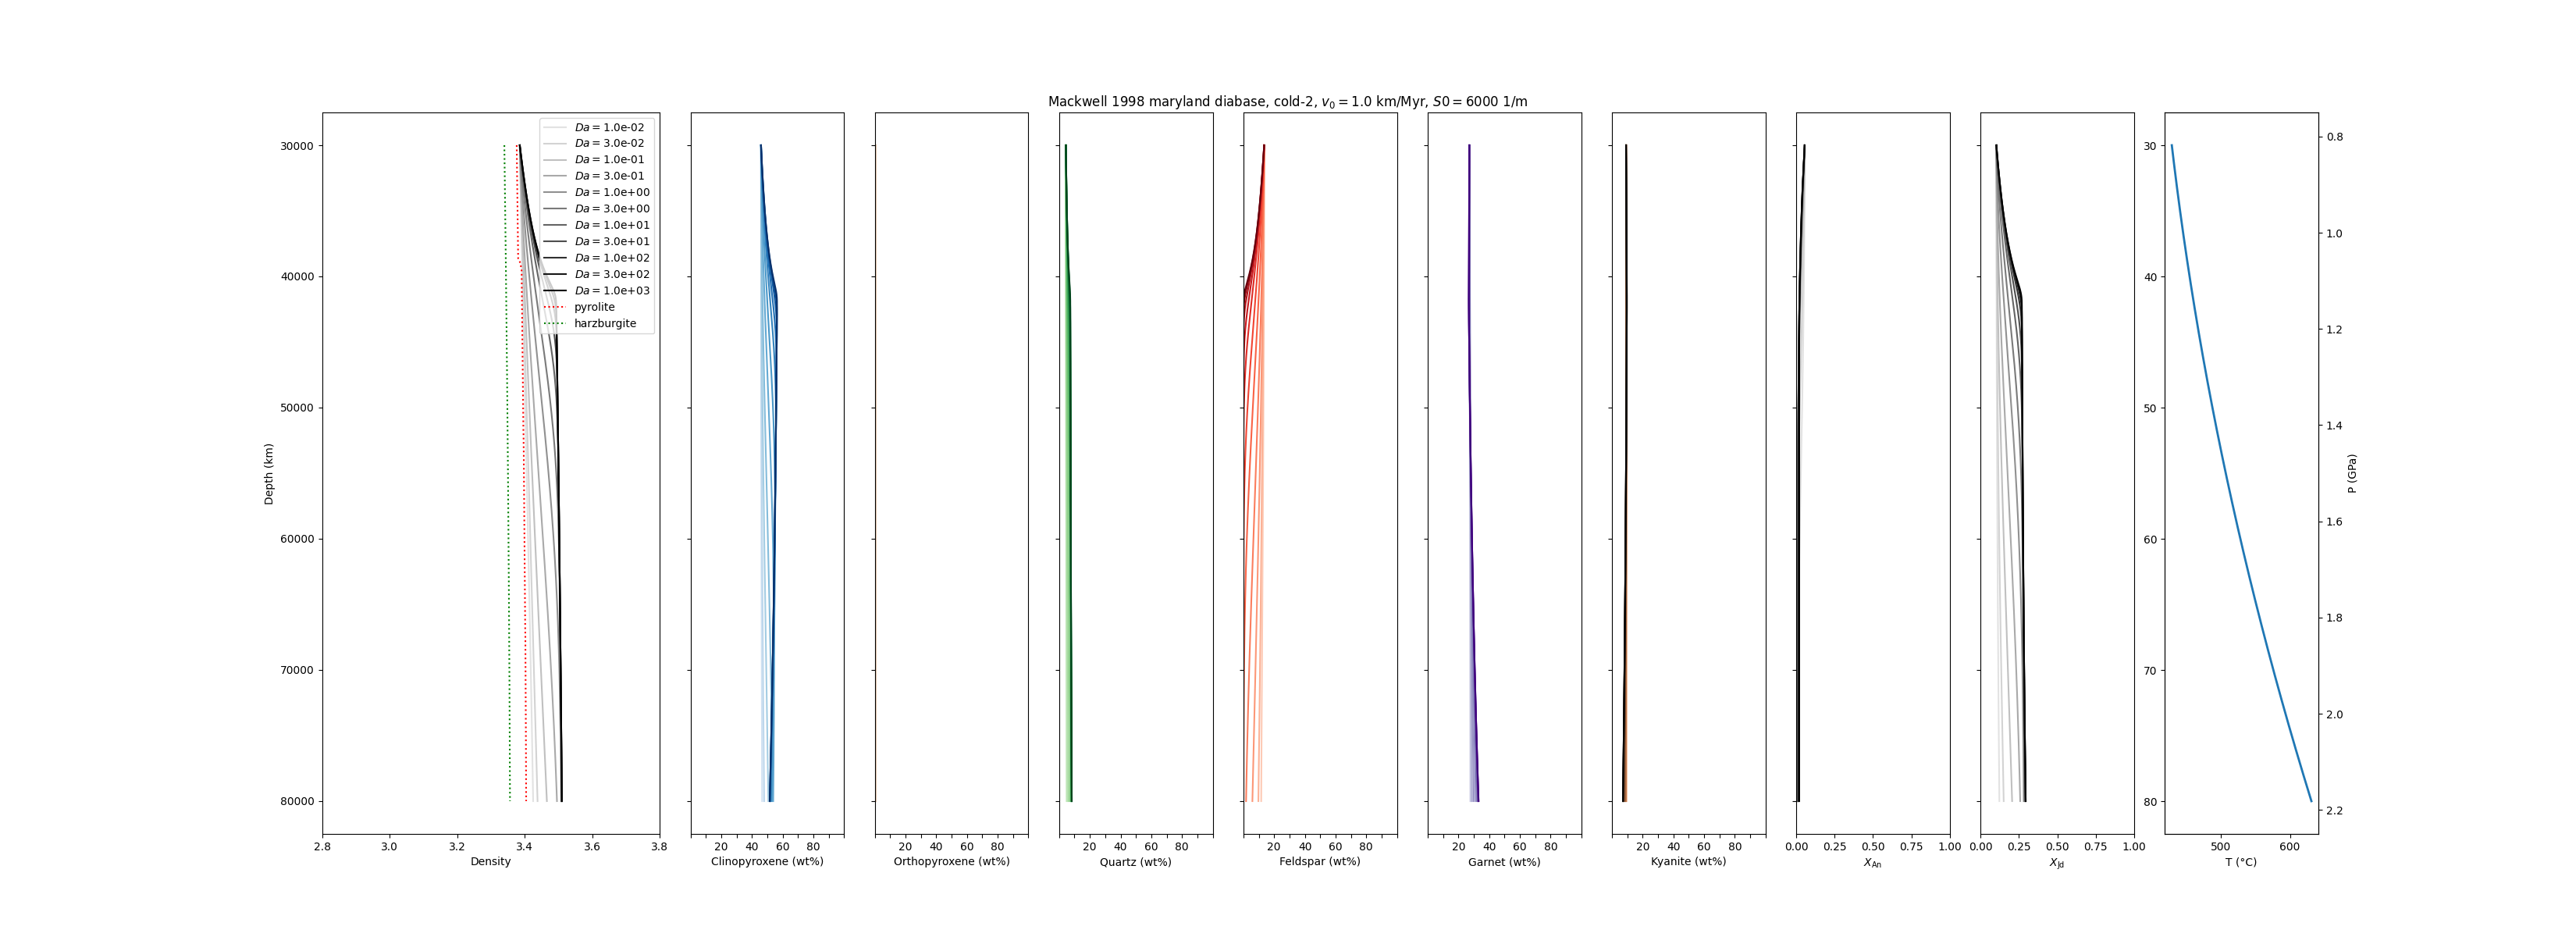 Mackwell 1998 maryland diabase, cold-2, v₀ = 1.0 km/Myr, S0 = 6000 1/m
Da = 1.0e-02
Da = 3.0e-02
Da = 1.0e-01
Da = 3.0e-01
Da = 1.0e+00
Da = 3.0e+00
Da = 1.0e+01
Da = 3.0e+01
Da = 1.0e+02
Da = 3.0e+02
Da = 1.0e+03
pyrolite
harzburgite
Depth (km)
30000
40000
50000
60000
70000
80000
2.8 3.0 3.2 3.4 3.6 3.8
Density
20 40 60 80
Clinopyroxene (wt%)
20 40 60 80
Orthopyroxene (wt%)
20 40 60 80
Quartz (wt%)
20 40 60 80
Feldspar (wt%)
20 40 60 80
Garnet (wt%)
20 40 60 80
Kyanite (wt%)
0.00 0.25 0.50 0.75 1.00
X_An
0.00 0.25 0.50 0.75 1.00
X_Jd
30
40
50
60
70
80
500 600
T (°C)
0.8
1.0
1.2
1.4
1.6
1.8
2.0
2.2
P (GPa)